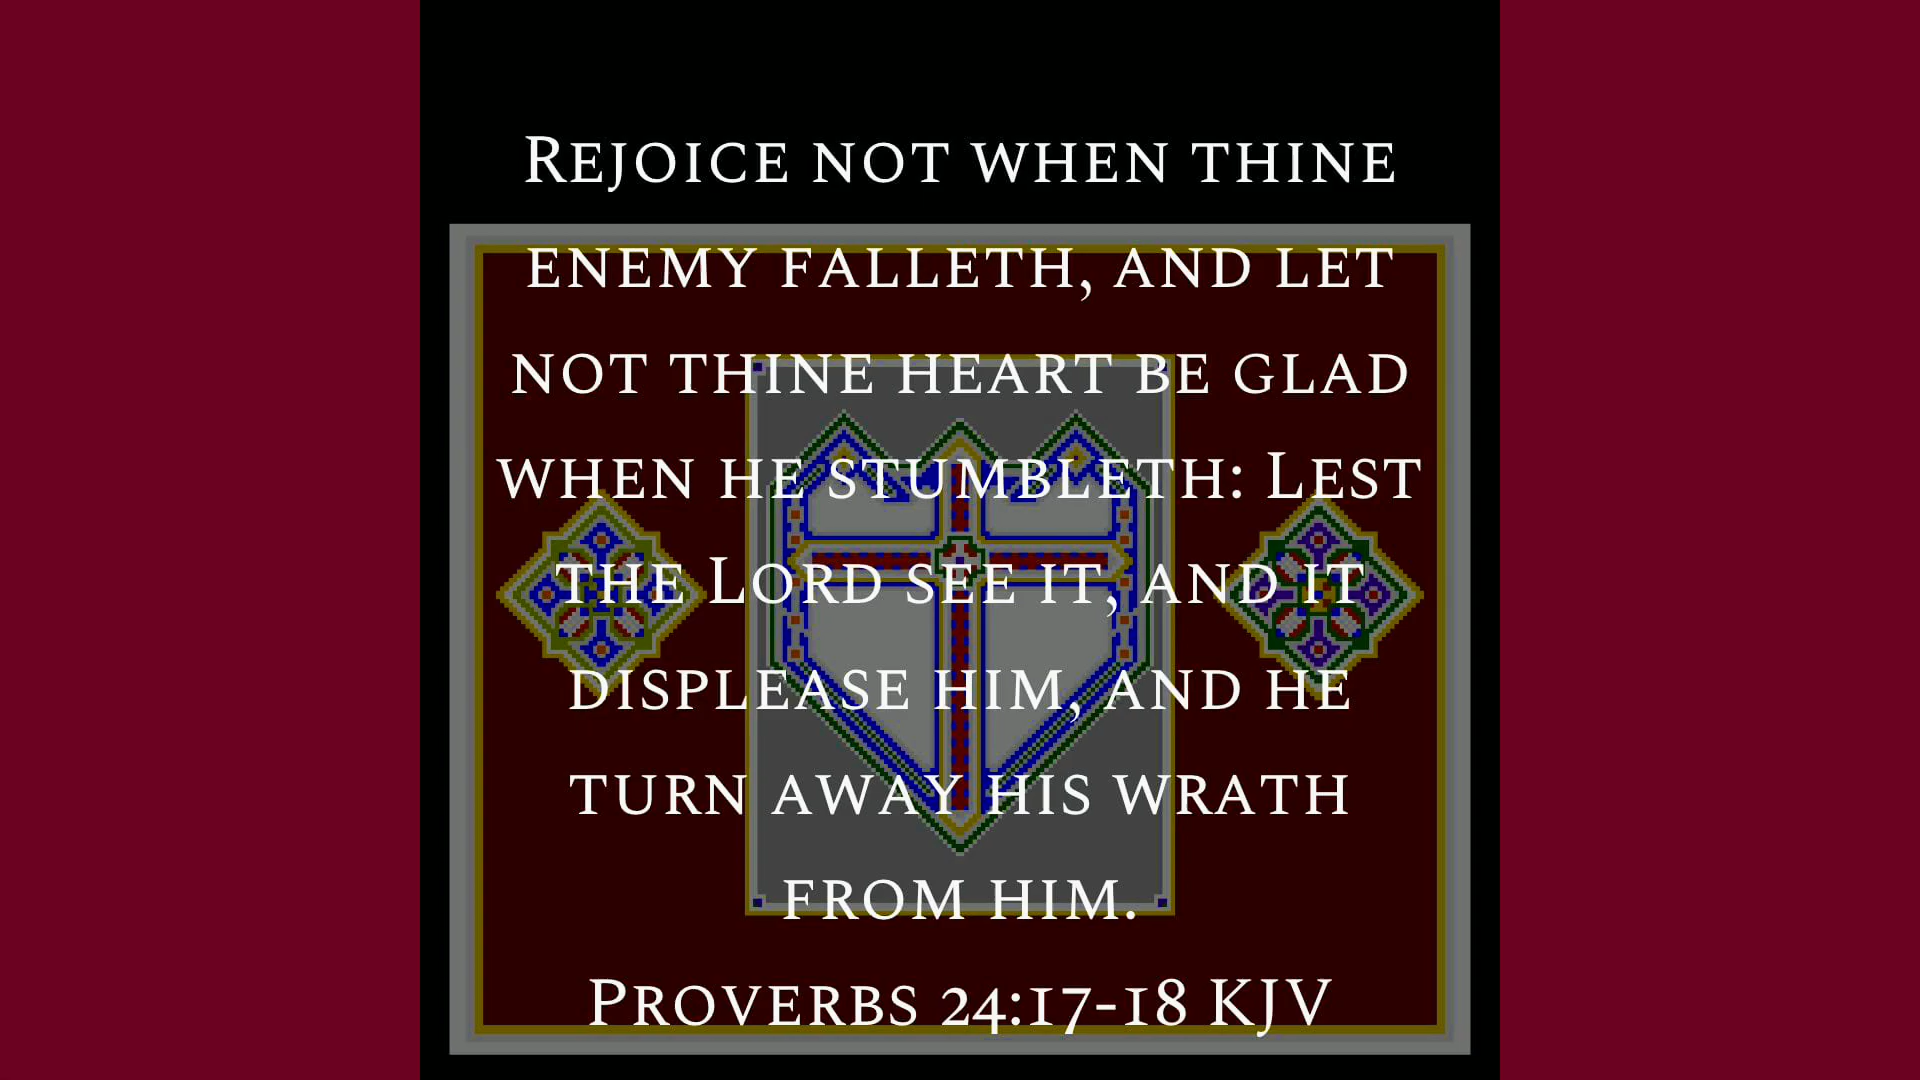 Rejoice not when thine
enemy falleth, and let
not thine heart be glad
when he stumbleth: Lest
the Lord see it, and it
displease him, and he
turn away his wrath
from him.
Proverbs 24:17-18 KJV